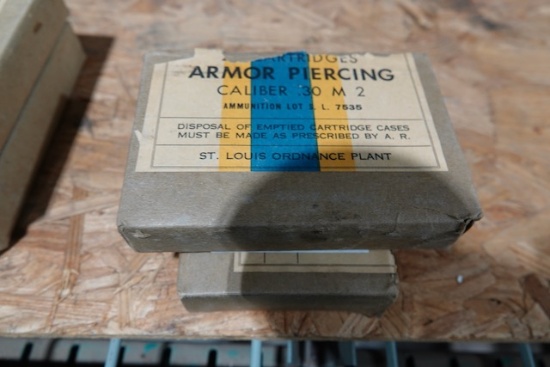 CARTRIDGES
ARMOR PIERCING
CALIBER .30 M 2
AMMUNITION LOT S. L. 7535
DISPOSAL OF EMPTIED CARTRIDGE CASES
MUST BE MADE AS PRESCRIBED BY A. R.
ST. LOUIS ORDNANCE PLANT